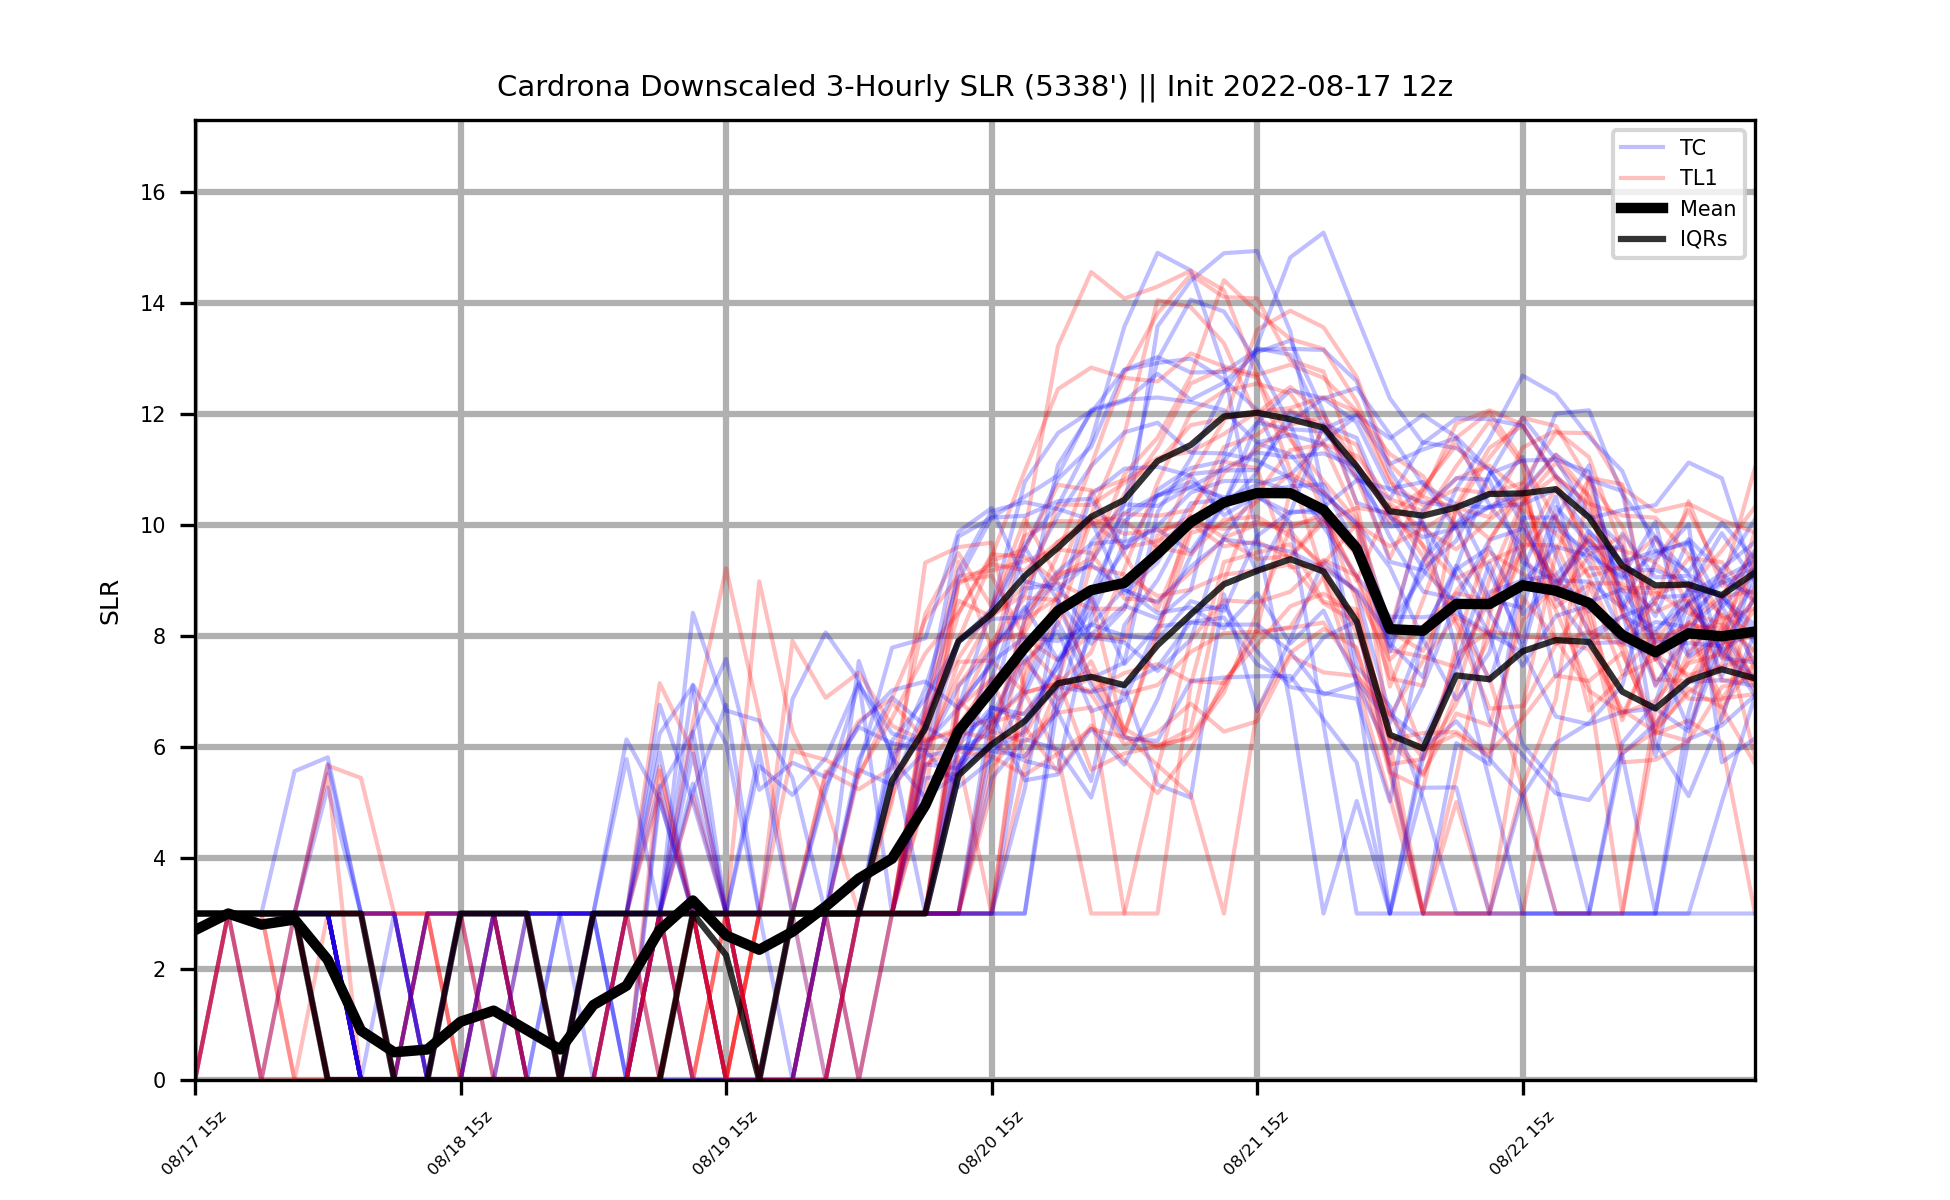 Cardrona Downscaled 3-Hourly SLR (5338') || Init 2022-08-17 12z
TC
TL1
Mean
IQRs
SLR
16
14
12
10
8
6
4
2
0
08/17 15z
08/18 15z
08/19 15z
08/20 15z
08/21 15z
08/22 15z